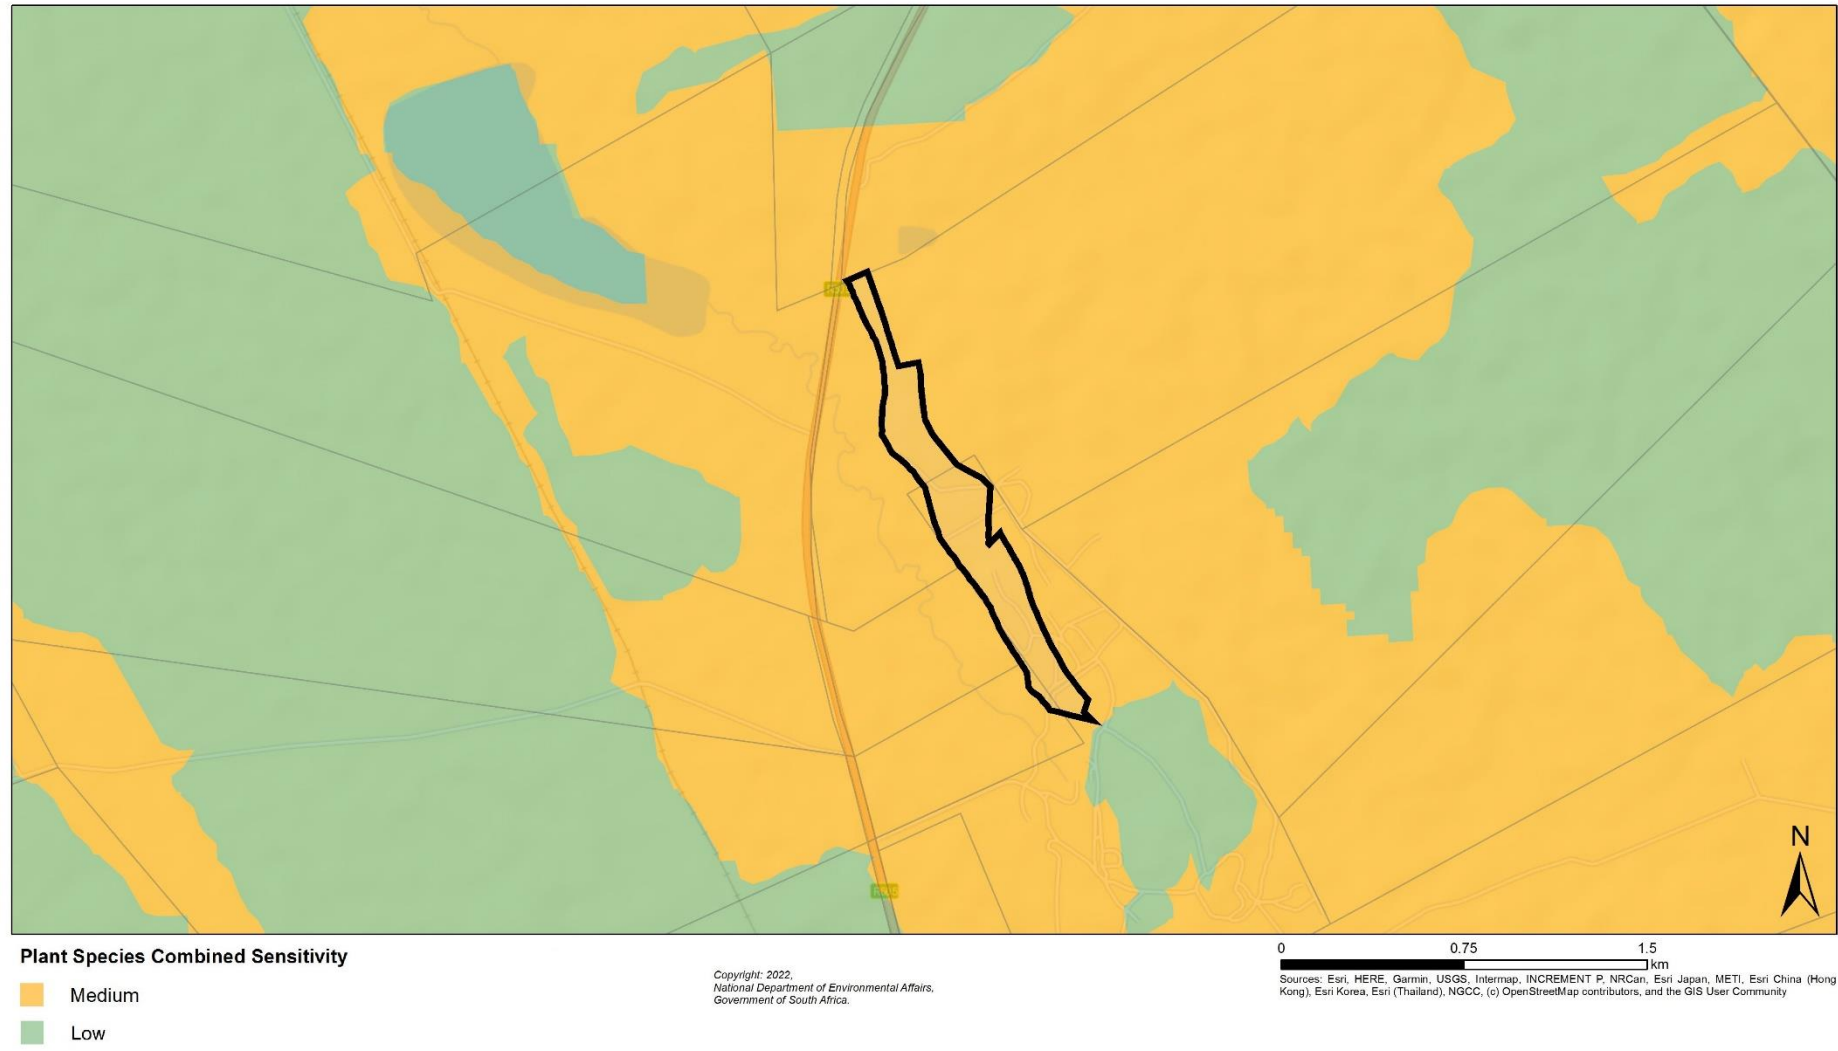 N
Plant Species Combined Sensitivity
Medium
Low
Copyright: 2022,
National Department of Environmental Affairs,
Government of South Africa.
0 0.75 1.5
km
Sources: Esri, HERE, Garmin, USGS, Intermap, INCREMENT P, NRCan, Esri Japan, METI, Esri China (Hong
Kong), Esri Korea, Esri (Thailand), NGCC, (c) OpenStreetMap contributors, and the GIS User Community